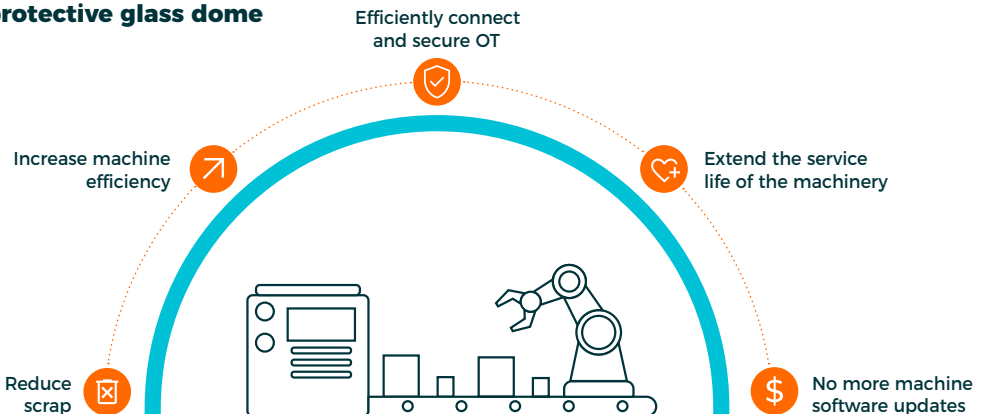 protective glass dome
Efficiently connect
and secure OT
Increase machine
efficiency
Extend the service
life of the machinery
Reduce
scrap
$
No more machine
software updates